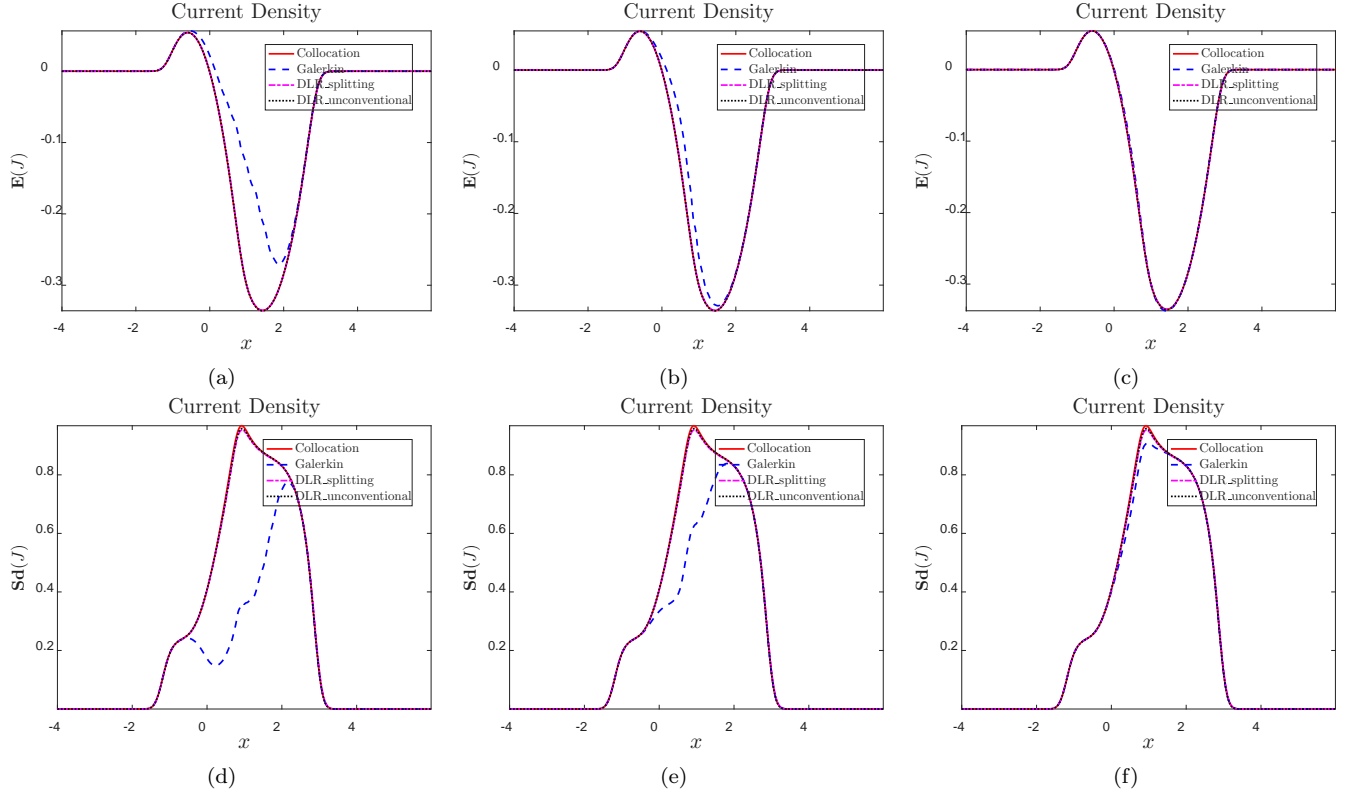 Current Density
Collocation
Galerkin
DLR_splitting
DLR_unconventional
0
-0.1
-0.2
-0.3
E(J)
-4 -2 0 2 4
x
(a)
Current Density
Collocation
Galerkin
DLR_splitting
DLR_unconventional
0
-0.1
-0.2
-0.3
E(J)
-4 -2 0 2 4
x
(b)
Current Density
Collocation
Galerkin
DLR_splitting
DLR_unconventional
0
-0.1
-0.2
-0.3
E(J)
-4 -2 0 2 4
x
(c)
Current Density
Collocation
Galerkin
DLR_splitting
DLR_unconventional
0.8
0.6
0.4
0.2
Sd(J)
-4 -2 0 2 4
x
(d)
Current Density
Collocation
Galerkin
DLR_splitting
DLR_unconventional
0.8
0.6
0.4
0.2
Sd(J)
-4 -2 0 2 4
x
(e)
Current Density
Collocation
Galerkin
DLR_splitting
DLR_unconventional
0.8
0.6
0.4
0.2
Sd(J)
-4 -2 0 2 4
x
(f)